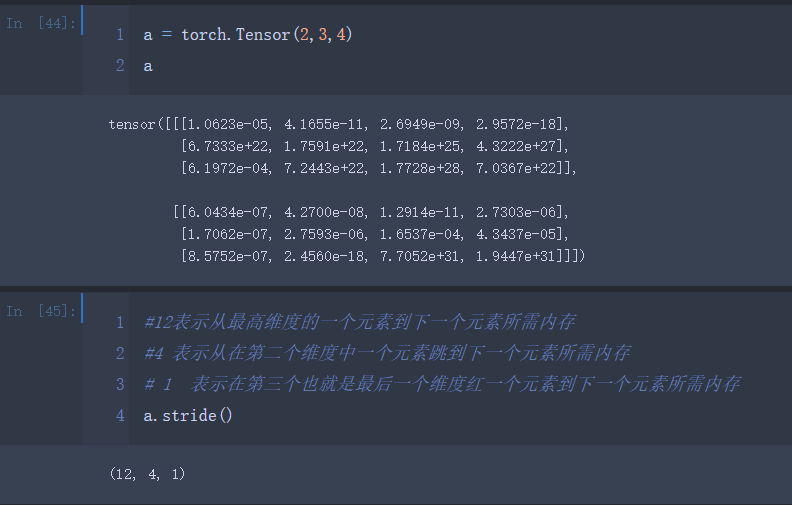 In [44]:
1 a = torch.Tensor(2,3,4)
2 a
tensor([[[1.0623e-05, 4.1655e-11, 2.6949e-09, 2.9572e-18],
[6.7333e+22, 1.7591e+22, 1.7184e+25, 4.3222e+27],
[6.1972e-04, 7.2443e+22, 1.7728e+28, 7.0367e+22]],
[[6.0434e-07, 4.2700e-08, 1.2914e-11, 2.7303e-06],
[1.7062e-07, 2.7593e-06, 1.6537e-04, 4.3437e-05],
[8.5752e-07, 2.4560e-18, 7.7052e+31, 1.9447e+31]]])
In [45]:
1 #12表示从最高维度的一个元素到下一个元素所需内存
2 #4 表示从在第二个维度中一个元素跳到下一个元素所需内存
3 # 1 表示在第三个也就是最后一个维度红一个元素到下一个元素所需内存
4 a.stride()
(12, 4, 1)